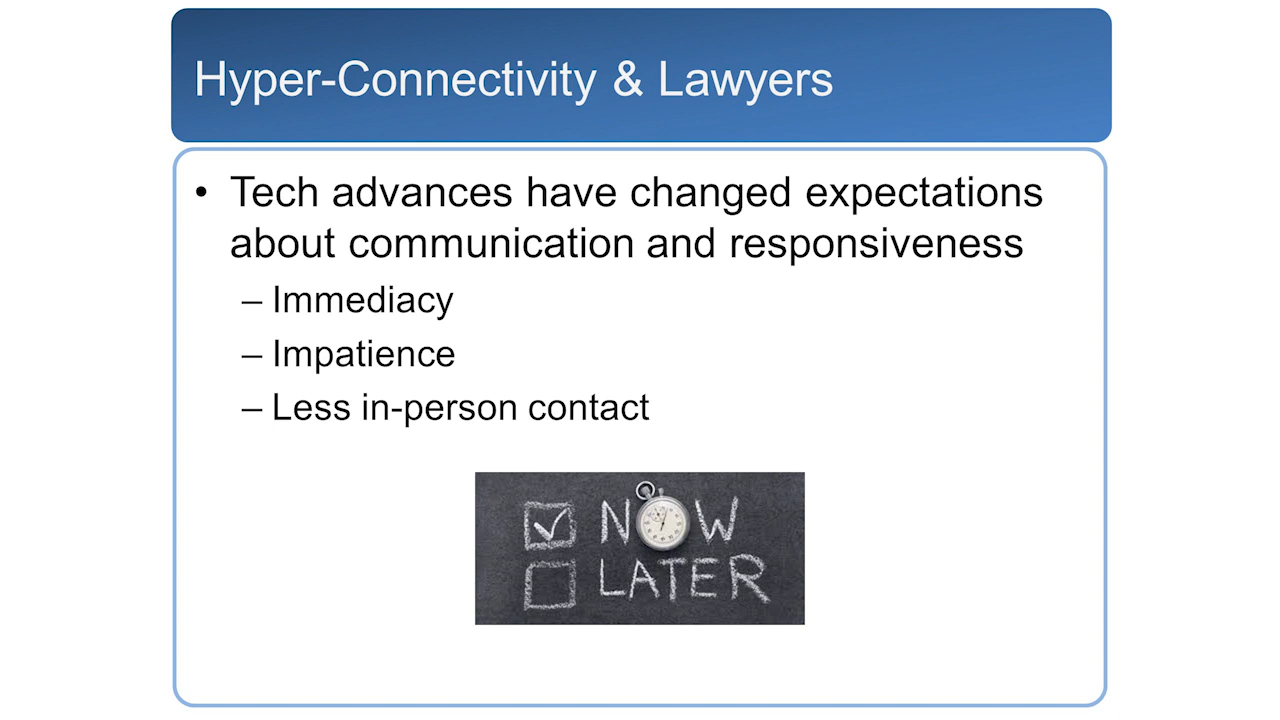 Hyper-Connectivity & Lawyers
• Tech advances have changed expectations
about communication and responsiveness
– Immediacy
– Impatience
– Less in-person contact
NOW
LATER